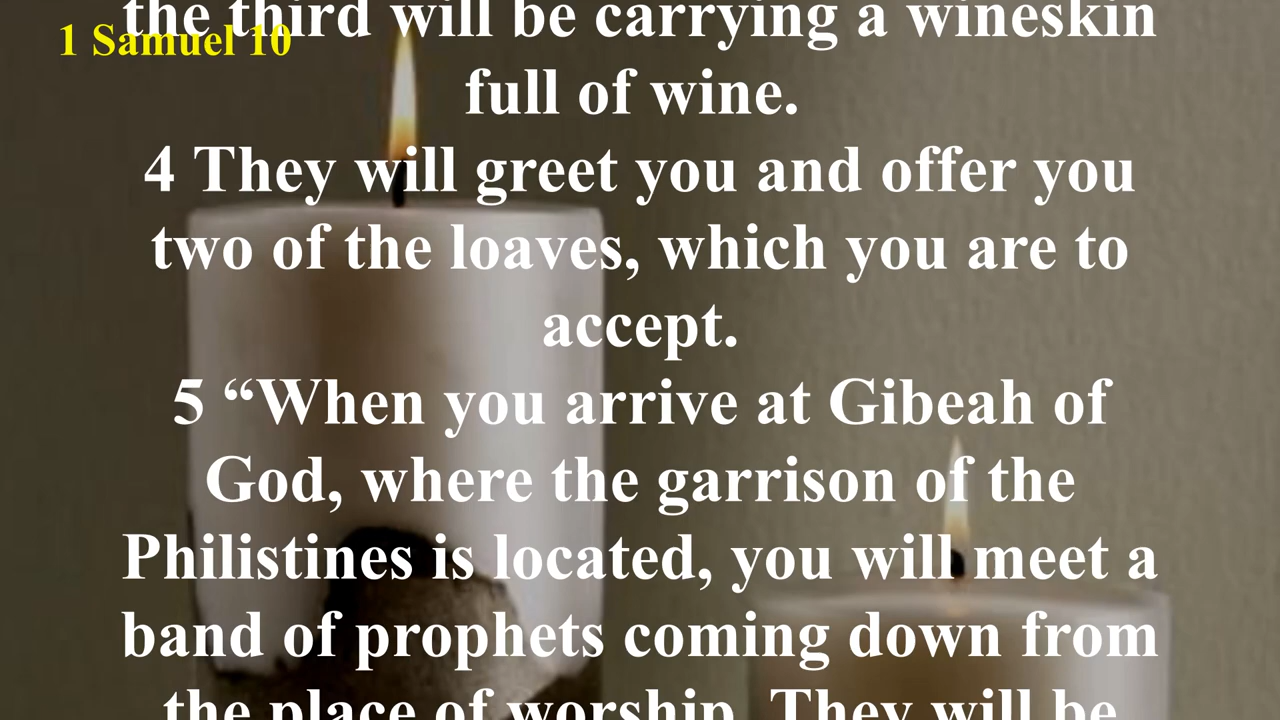 the third will be carrying a wineskin
1 Samuel 10
full of wine.
4 They will greet you and offer you
two of the loaves, which you are to
accept.
5 “When you arrive at Gibeah of
God, where the garrison of the
Philistines is located, you will meet a
band of prophets coming down from
the place of worship. They will be